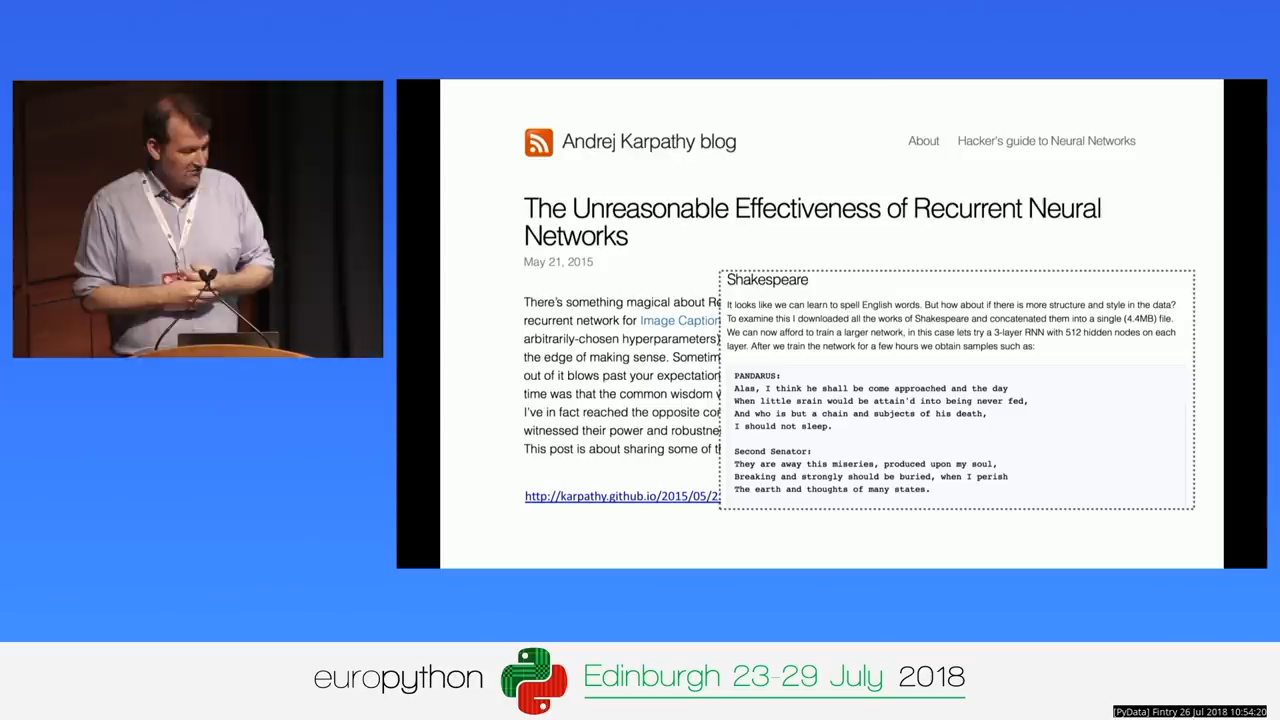 Andrej Karpathy blog
About
Hacker's guide to Neural Networks
The Unreasonable Effectiveness of Recurrent Neural
Networks
May 21, 2015
There's something magical about
recurrent network for Image Caption
arbitrarily-chosen hyperparameters)
the edge of making sense. Sometim
out of it blows past your expectation
time was that the common wisdom
I've in fact reached the opposite co
witnessed their power and robustne
This post is about sharing some of
http://karpathy.github.io/2015/05/2
Shakespeare
It looks like we can learn to spell English words. But how about if there is more structure and style in the data?
To examine this I downloaded all the works of Shakespeare and concatenated them into a single (4.4MB) file.
We can now afford to train a larger network, in this case lets try a 3-layer RNN with 512 hidden nodes on each
layer. After we train the network for a few hours we obtain samples such as:
PANDARUS:
Alas, I think he shall be come approached and the day
When little srain would be attain'd into being never fed,
And who is but a chain and subjects of his death,
I should not sleep.
Second Senator:
They are away this miseries, produced upon my soul,
Breaking and strongly should be buried, when I perish
The earth and thoughts of many states.
europython
Edinburgh 23-29 July 2018
[PyData] Fintry 26 Jul 2018 10:54:20